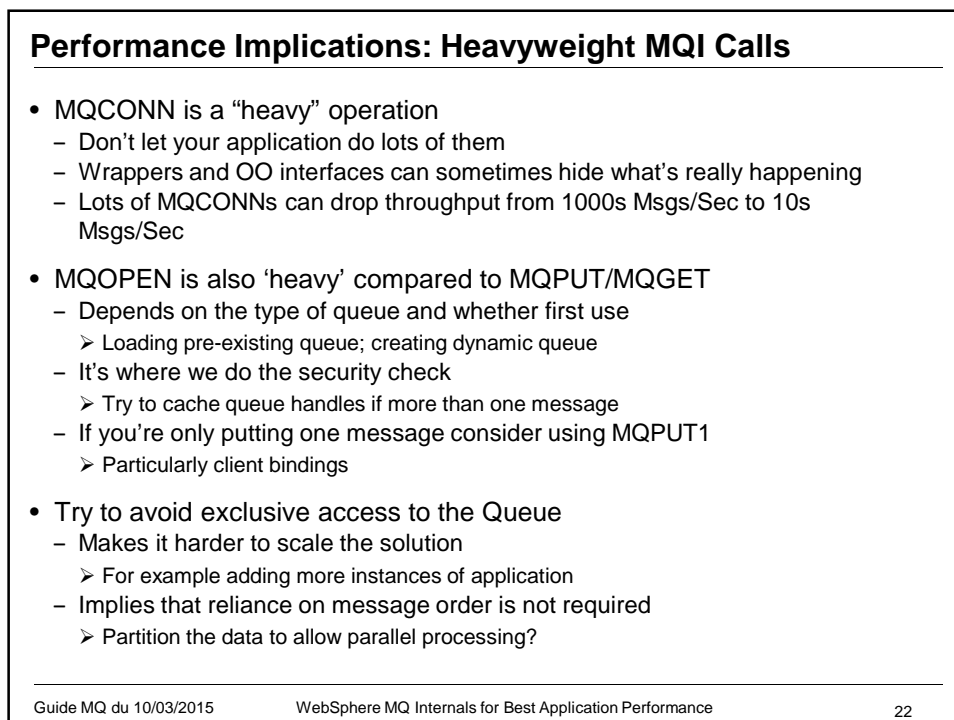 Performance Implications: Heavyweight MQI Calls
• MQCONN is a “heavy” operation
– Don’t let your application do lots of them
– Wrappers and OO interfaces can sometimes hide what’s really happening
– Lots of MQCONNs can drop throughput from 1000s Msgs/Sec to 10s
Msgs/Sec
• MQOPEN is also ‘heavy’ compared to MQPUT/MQGET
– Depends on the type of queue and whether first use
➢ Loading pre-existing queue; creating dynamic queue
– It’s where we do the security check
➢ Try to cache queue handles if more than one message
– If you’re only putting one message consider using MQPUT1
➢ Particularly client bindings
• Try to avoid exclusive access to the Queue
– Makes it harder to scale the solution
➢ For example adding more instances of application
– Implies that reliance on message order is not required
➢ Partition the data to allow parallel processing?
Guide MQ du 10/03/2015 WebSphere MQ Internals for Best Application Performance 22